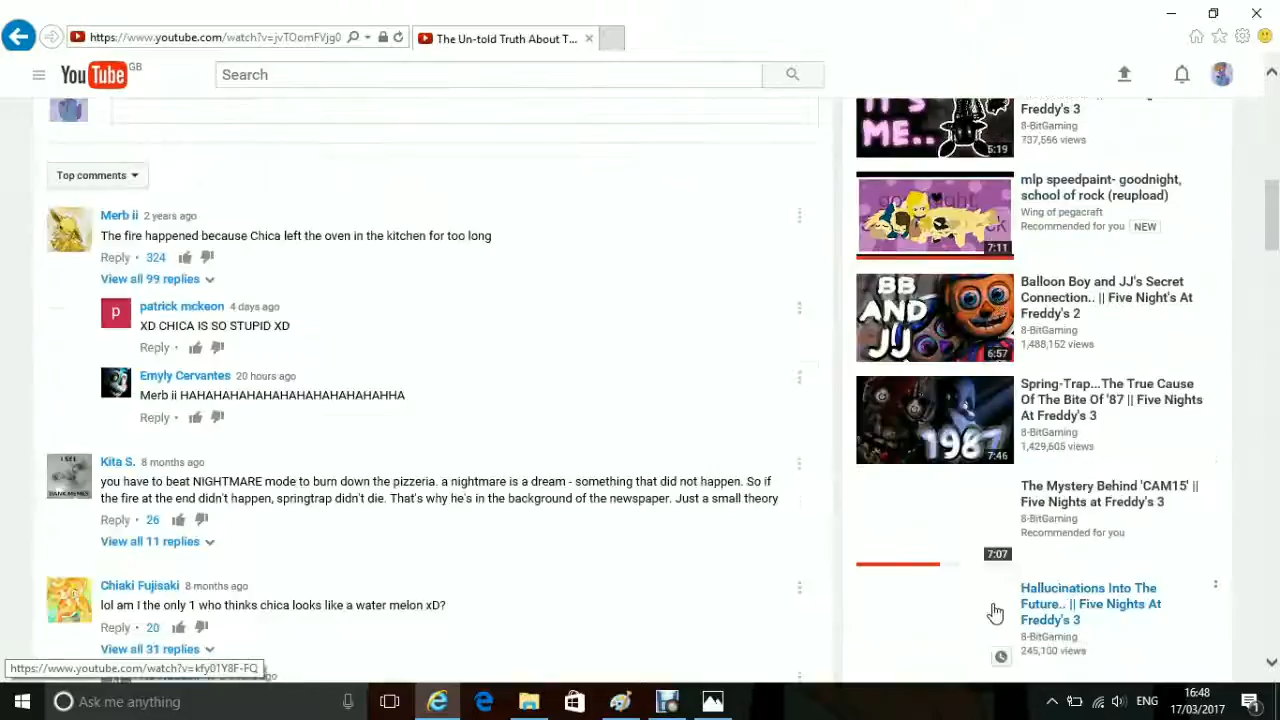 https://www.youtube.com/watch?v=jvTOomFVjg0
The Un-told Truth About T...
YouTube GB
Search
Top comments
Merb ii 2 years ago
The fire happened because Chica left the oven in the kitchen for too long
Reply · 324
View all 99 replies
P
patrick mckeon 4 days ago
XD CHICA IS SO STUPID XD
Reply ·
Emyly Cervantes 20 hours ago
Merb ii HAHAHAHAHAHAHAHAHAHAHAHHA
Reply ·
I SEE
DANK MEMES
Kita S. 8 months ago
you have to beat NIGHTMARE mode to burn down the pizzeria. a nightmare is a dream - something that did not happen. So if
the fire at the end didn't happen, springtrap didn't die. That's why he's in the background of the newspaper. Just a small theory
Reply · 26
View all 11 replies
Chiaki Fujisaki 8 months ago
lol am I the only 1 who thinks chica looks like a water melon xD?
Reply · 20
View all 31 replies
https://www.youtube.com/watch?v=kfy01Y8F-FQ
IT'S
ME..
5:19
Freddy's 3
8-BitGaming
737,566 views
7:11
mlp speedpaint- goodnight,
school of rock (reupload)
Wing of pegacraft
Recommended for you NEW
BB
AND
JJ
6:57
Balloon Boy and JJ's Secret
Connection.. || Five Night's At
Freddy's 2
8-BitGaming
1,488,152 views
1987
7:46
Spring-Trap...The True Cause
Of The Bite Of '87 || Five Nights
At Freddy's 3
8-BitGaming
1,429,605 views
7:07
The Mystery Behind 'CAM15' ||
Five Nights at Freddy's 3
8-BitGaming
Recommended for you
Hallucinations Into The
Future.. || Five Nights At
Freddy's 3
8-BitGaming
245,100 views
Ask me anything
ENG
16:48
17/03/2017
1